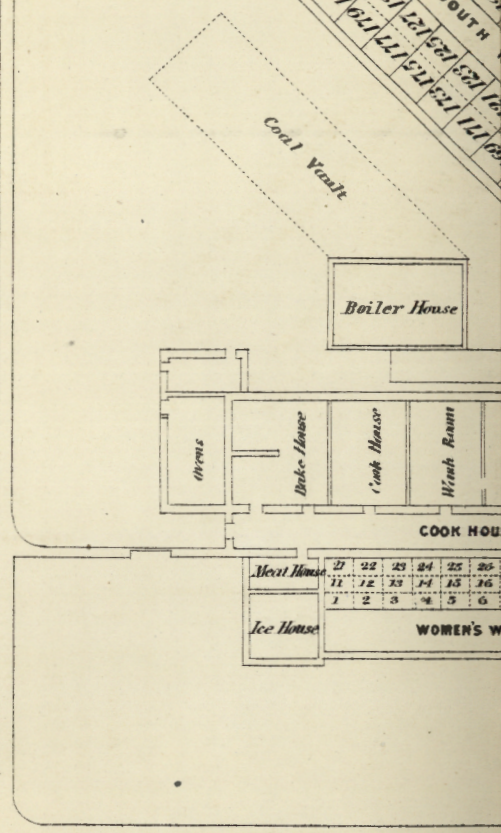 OUTH
179 177 175 173 171
127 125 123
Coal Vault
Boiler House
Ovens
Bake House
Cook House
Wash Room
COOK HOU
Meat House
21 22 23 24 25 26
11 12 13 14 15 16
1 2 3 4 5 6
Ice House
WOMEN'S W